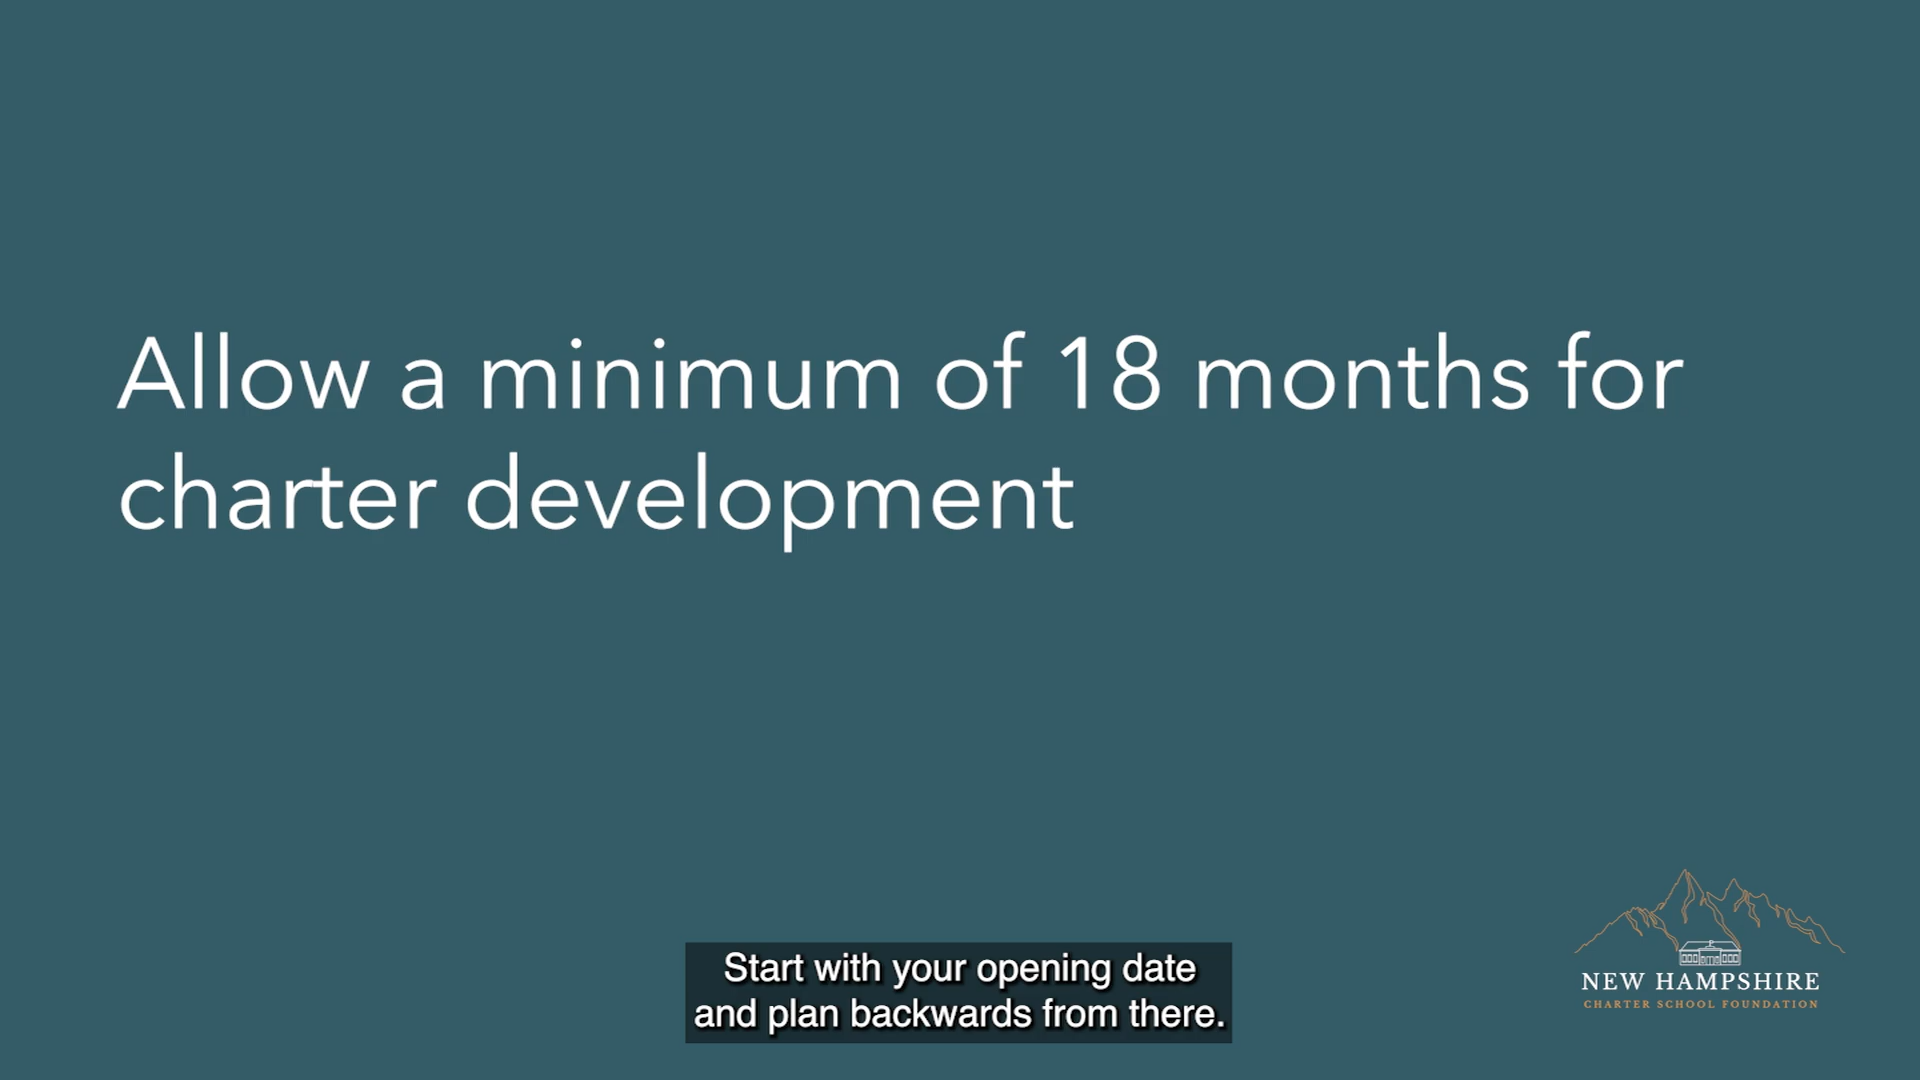 Allow a minimum of 18 months for
charter development
Start with your opening date
and plan backwards from there.
NEW HAMPSHIRE
CHARTER SCHOOL FOUNDATION